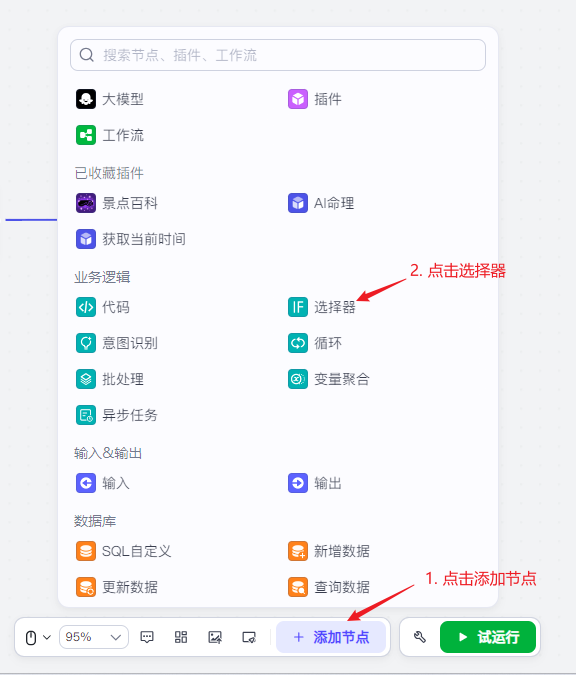 搜索节点、插件、工作流
大模型
插件
工作流
已收藏插件
景点百科
AI命理
获取当前时间
2. 点击选择器
业务逻辑
代码
IF 选择器
意图识别
循环
批处理
变量聚合
异步任务
输入&输出
输入
输出
数据库
SQL自定义
新增数据
1. 点击添加节点
更新数据
查询数据
95%
添加节点
试运行